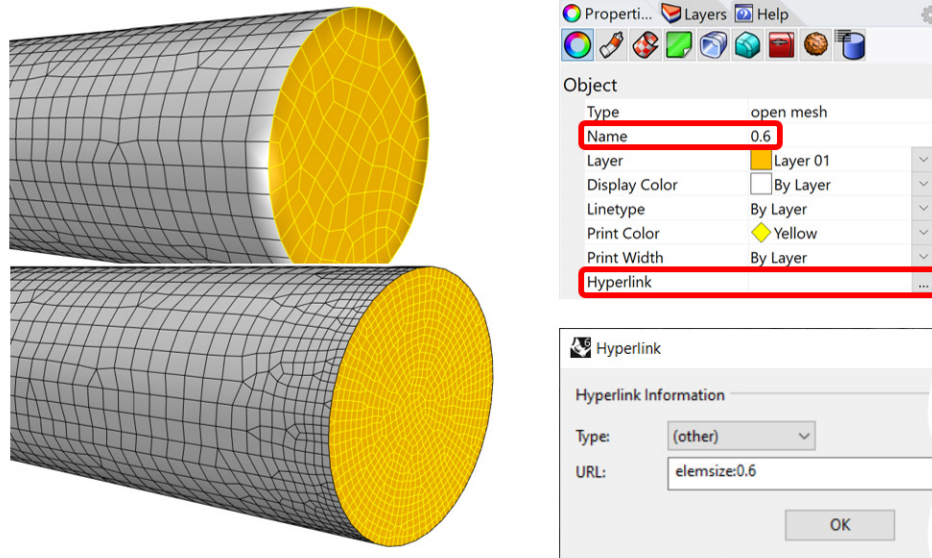 Properti... Layers Help
Object
Type open mesh
Name 0.6
Layer Layer 01
Display Color By Layer
Linetype By Layer
Print Color Yellow
Print Width By Layer
Hyperlink ...
6 Hyperlink
Hyperlink Information
Type: (other)
URL: elemsize:0.6
OK